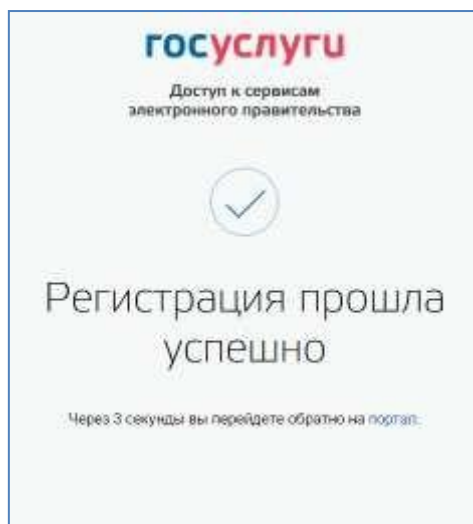 госуслуги
Доступ к сервисам
электронного правительства
Регистрация прошла
успешно
Через 3 секунды вы перейдете обратно на портал.